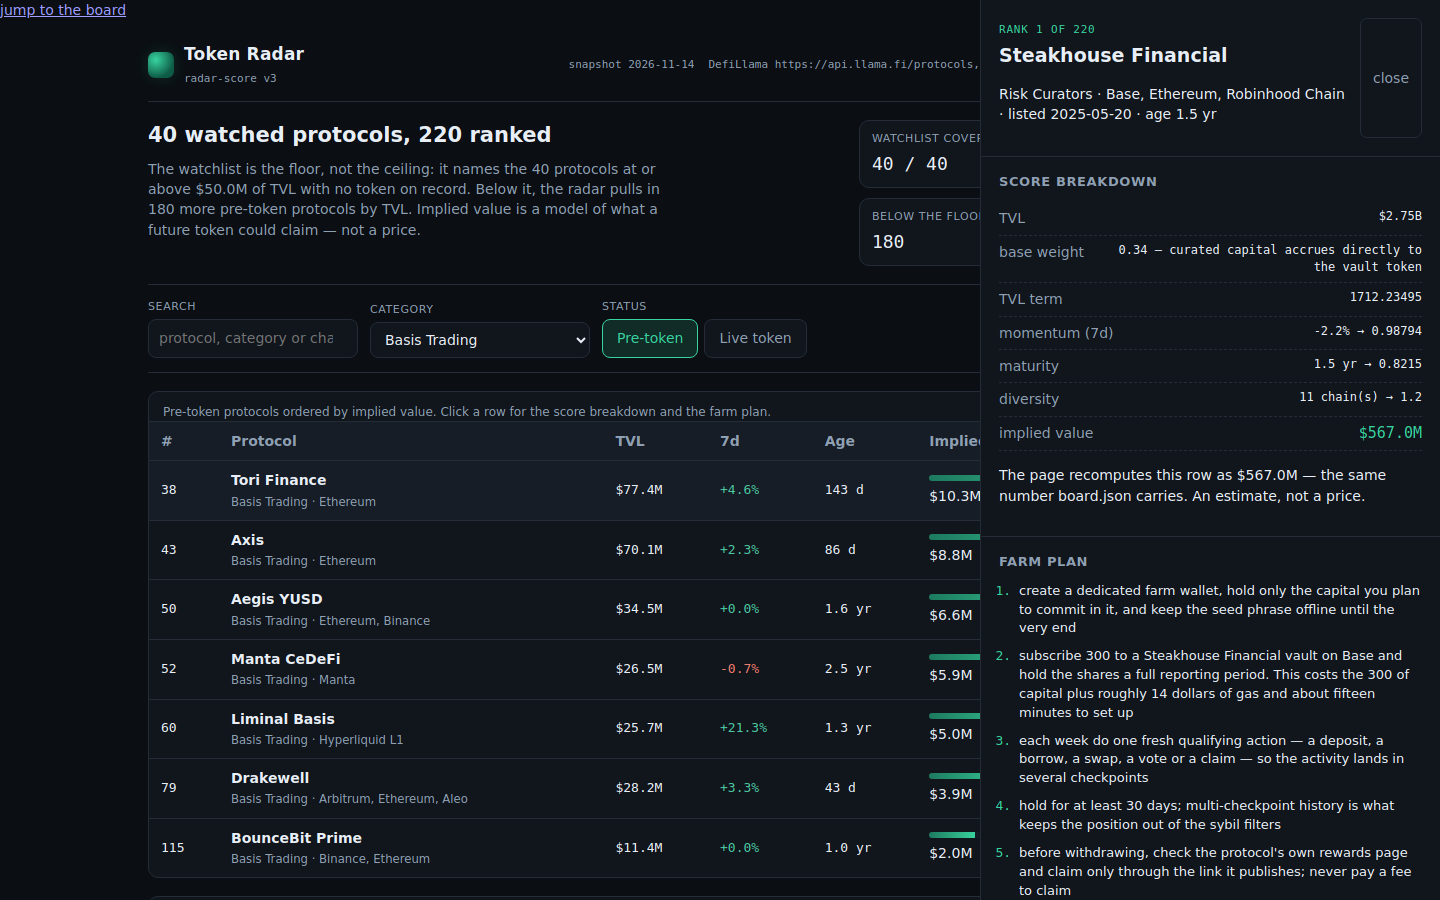 jump to the board
Token Radar
radar-score v3
snapshot 2026-11-14 DefiLlama https://api.llama.fi/protocols,
40 watched protocols, 220 ranked
The watchlist is the floor, not the ceiling: it names the 40 protocols at or
above $50.0M of TVL with no token on record. Below it, the radar pulls in
180 more pre-token protocols by TVL. Implied value is a model of what a
future token could claim — not a price.
WATCHLIST COVER
40 / 40
BELOW THE FLOO
180
SEARCH
protocol, category or cha
CATEGORY
Basis Trading
STATUS
Pre-token
Live token
Pre-token protocols ordered by implied value. Click a row for the score breakdown and the farm plan.
# Protocol TVL 7d Age Implie
38 Tori Finance $77.4M +4.6% 143 d $10.3M
Basis Trading · Ethereum
43 Axis $70.1M +2.3% 86 d $8.8M
Basis Trading · Ethereum
50 Aegis YUSD $34.5M +0.0% 1.6 yr $6.6M
Basis Trading · Ethereum, Binance
52 Manta CeDeFi $26.5M -0.7% 2.5 yr $5.9M
Basis Trading · Manta
60 Liminal Basis $25.7M +21.3% 1.3 yr $5.0M
Basis Trading · Hyperliquid L1
79 Drakewell $28.2M +3.3% 43 d $3.9M
Basis Trading · Arbitrum, Ethereum, Aleo
115 BounceBit Prime $11.4M +0.0% 1.0 yr $2.0M
Basis Trading · Binance, Ethereum
RANK 1 OF 220
Steakhouse Financial
Risk Curators · Base, Ethereum, Robinhood Chain
· listed 2025-05-20 · age 1.5 yr
close
SCORE BREAKDOWN
TVL $2.75B
base weight 0.34 — curated capital accrues directly to
the vault token
TVL term 1712.23495
momentum (7d) -2.2% → 0.98794
maturity 1.5 yr → 0.8215
diversity 11 chain(s) → 1.2
implied value $567.0M
The page recomputes this row as $567.0M — the same
number board.json carries. An estimate, not a price.
FARM PLAN
1. create a dedicated farm wallet, hold only the capital you plan
to commit in it, and keep the seed phrase offline until the
very end
2. subscribe 300 to a Steakhouse Financial vault on Base and
hold the shares a full reporting period. This costs the 300 of
capital plus roughly 14 dollars of gas and about fifteen
minutes to set up
3. each week do one fresh qualifying action — a deposit, a
borrow, a swap, a vote or a claim — so the activity lands in
several checkpoints
4. hold for at least 30 days; multi-checkpoint history is what
keeps the position out of the sybil filters
5. before withdrawing, check the protocol's own rewards page
and claim only through the link it publishes; never pay a fee
to claim